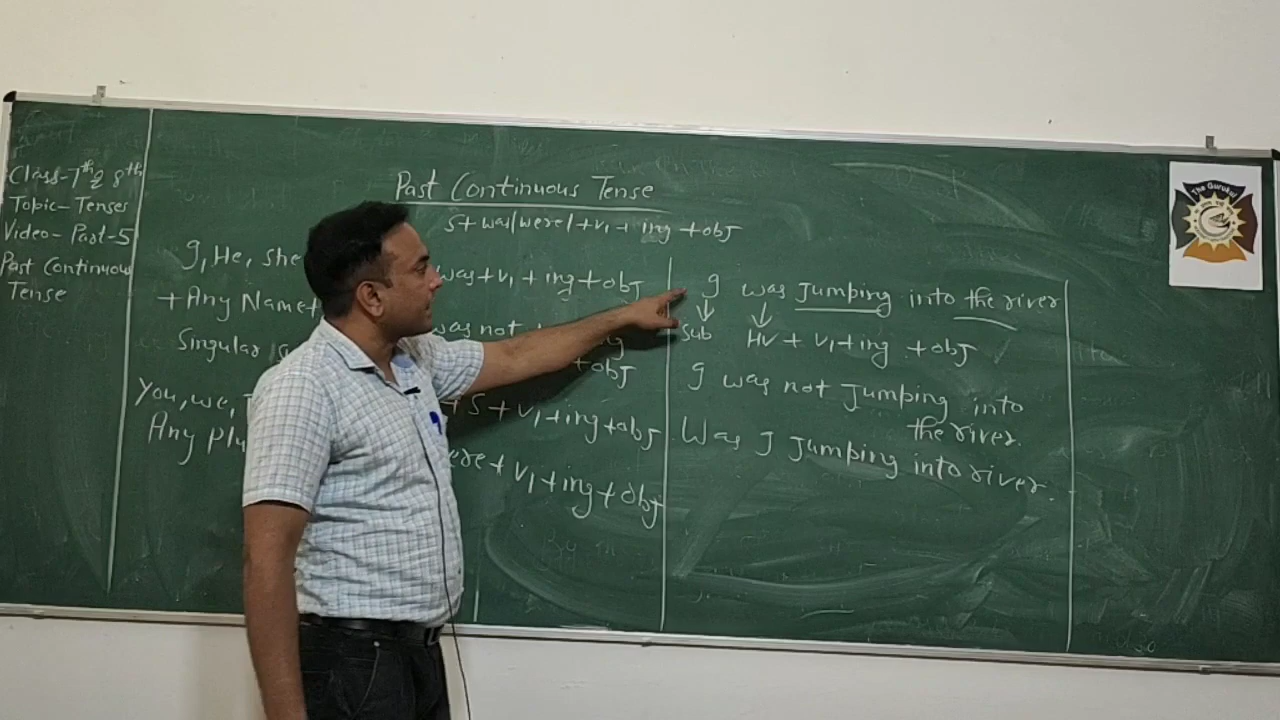 Class-7th & 8th
Topic-Tenses
Video-Part-5
Past Continuous
Tense
Past Continuous Tense
S+was/were/+V1+ing+obj
I, He, she
+Any Name+
Singular
You, we,
Any plu
was+V1+ing+obj
was not
+obj
+S+V1+ing+obj
ere+V1+ing+obj
I was Jumping into the river
Sub HV+V1+ing+obj
I was not Jumping into
the river.
Was I Jumping into river.
The Gurukul